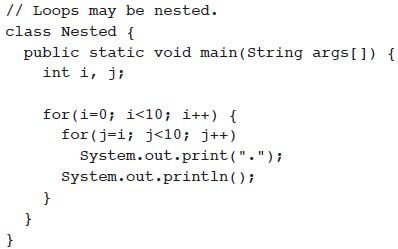 // Loops may be nested.
class Nested {
  public static void main(String args[]) {
    int i, j;

    for(i=0; i<10; i++) {
      for(j=i; j<10; j++)
        System.out.print(".");
      System.out.println();
    }
  }
}